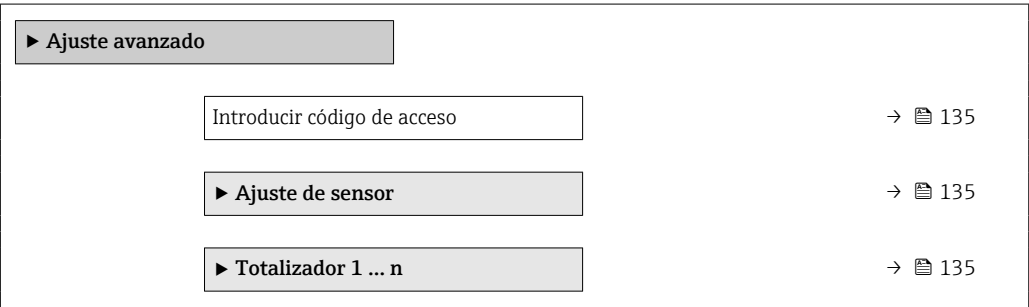 ▶ Ajuste avanzado
Introducir código de acceso → 135
▶ Ajuste de sensor → 135
▶ Totalizador 1 … n → 135